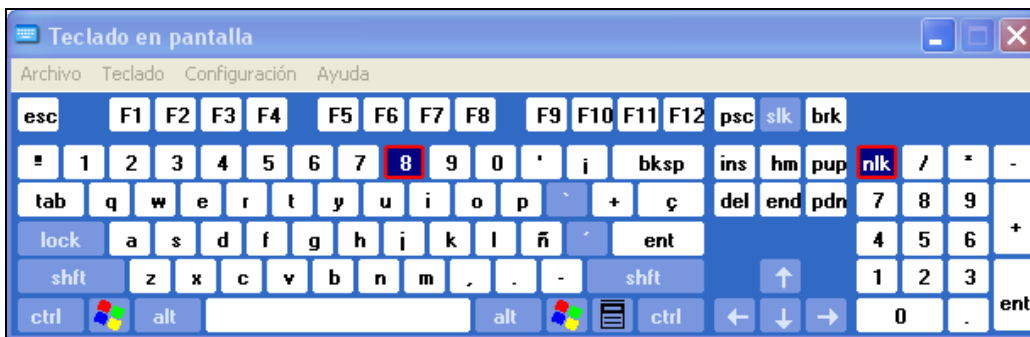 Teclado en pantalla
Archivo Teclado Configuración Ayuda
esc F1 F2 F3 F4 F5 F6 F7 F8 F9 F10 F11 F12 psc slk brk
º 1 2 3 4 5 6 7 8 9 0 ' ¡ bksp ins hm pup nlk / * -
tab q w e r t y u i o p ` + ç del end pdn 7 8 9 +
lock a s d f g h j k l ñ ´ ent 4 5 6
shft z x c v b n m , . - shft ↑ 1 2 3 ent
ctrl alt alt ctrl ← ↓ → 0 .